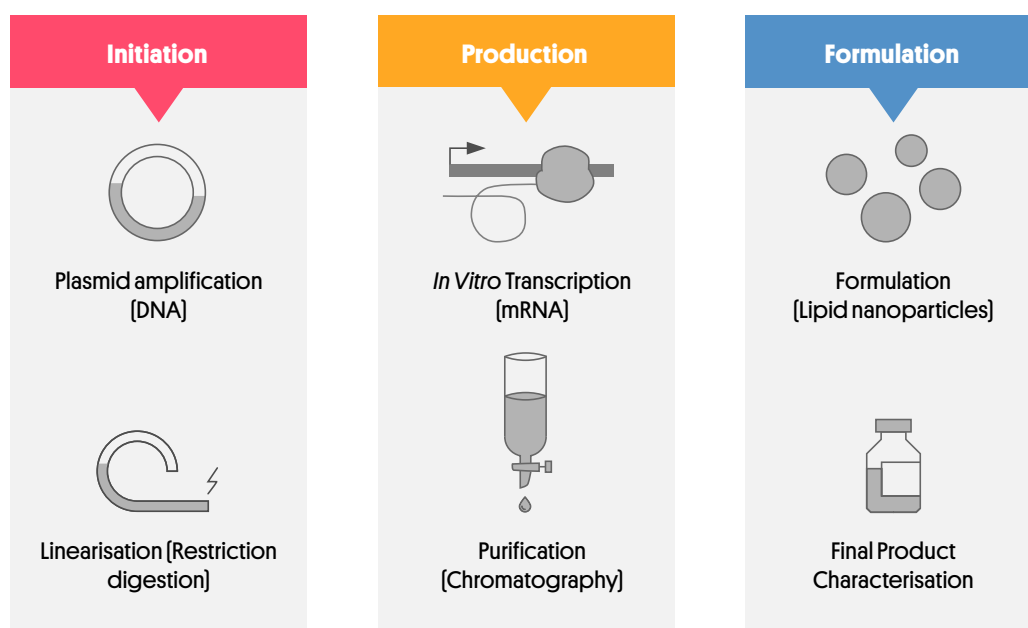 Initiation
Plasmid amplification
(DNA)
Linearisation (Restriction
digestion)
Production
In Vitro Transcription
(mRNA)
Purification
(Chromatography)
Formulation
Formulation
(Lipid nanoparticles)
Final Product
Characterisation